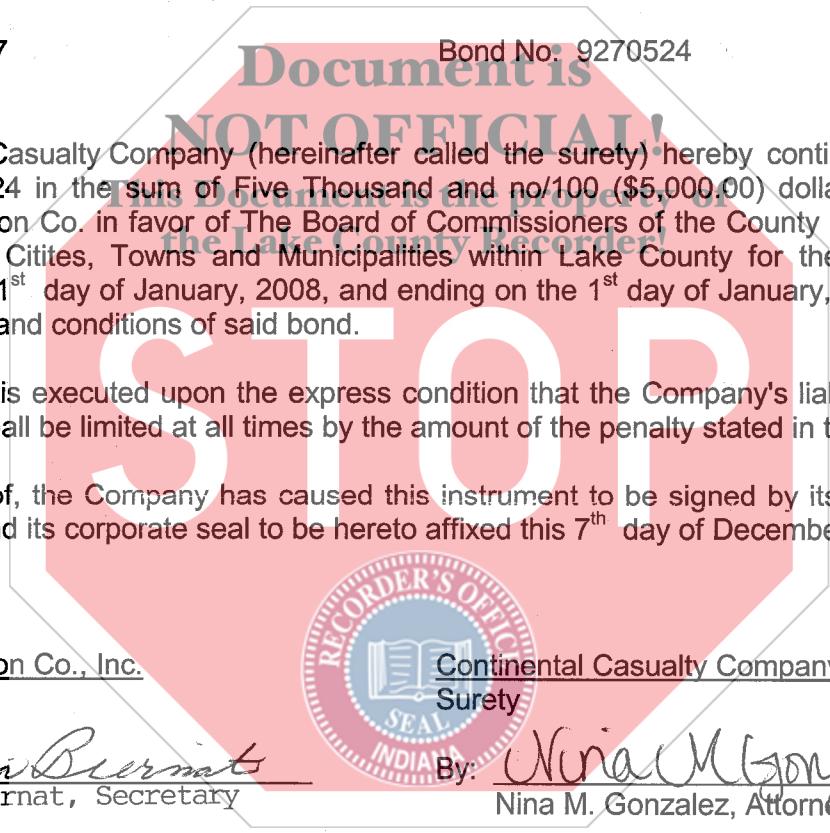 7 Bond No. 9270524
Document is
NOT OFFICIAL!
Casualty Company (hereinafter called the surety) hereby conti
24 in the sum of Five Thousand and no/100 ($5,000.00) dolla
This Document is the property of
on Co. in favor of The Board of Commissioners of the County
the Lake County Recorder!
Citites, Towns and Municipalities within Lake County for the
1st day of January, 2008, and ending on the 1st day of January,
and conditions of said bond.
STOP
is executed upon the express condition that the Company's lial
all be limited at all times by the amount of the penalty stated in t
of, the Company has caused this instrument to be signed by its
d its corporate seal to be hereto affixed this 7th day of Decembe
RECORDER'S OFFICE
SEAL
INDIANA
on Co., Inc. Continental Casualty Company
Surety
Biernat By: Nina M Gon
rnat, Secretary Nina M. Gonzalez, Attorne